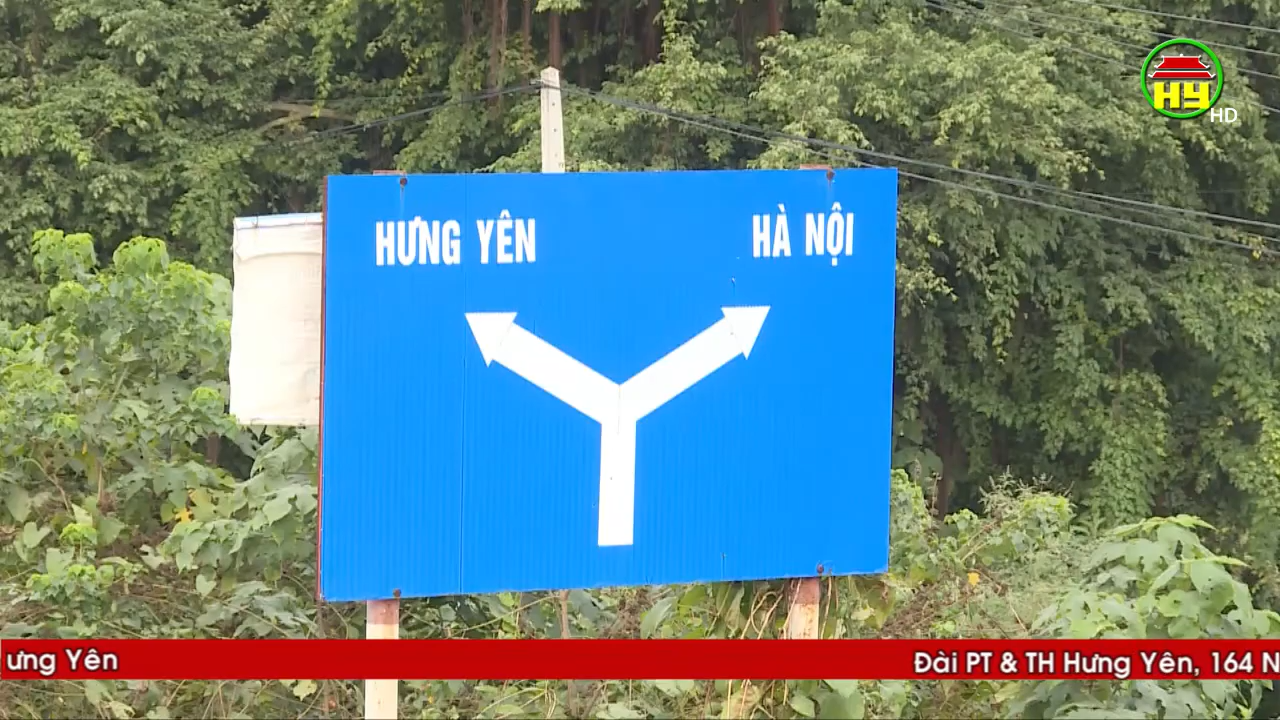 HY
HD
HƯNG YÊN
HÀ NỘI
ưng Yên
Đài PT & TH Hưng Yên, 164 N